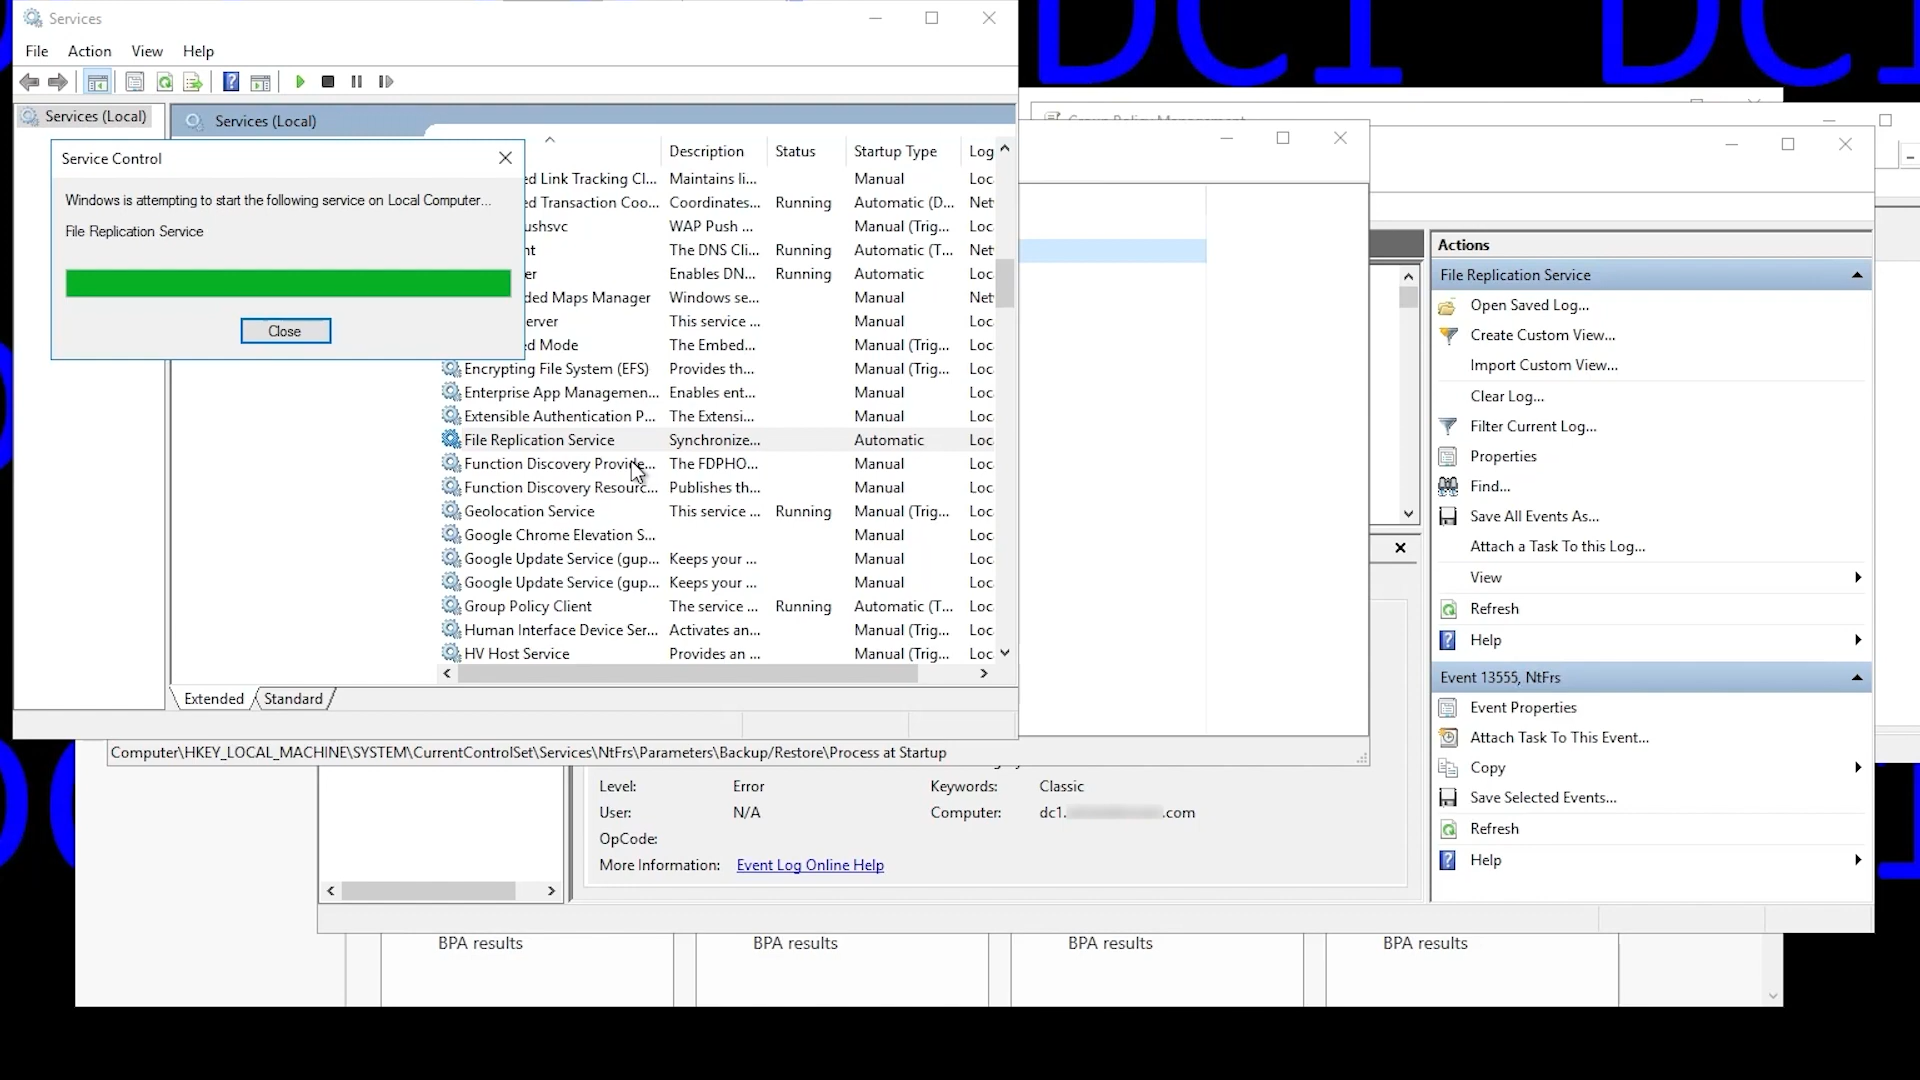 DC1
DC1
Services
File Action View Help
Services (Local)
Services (Local)
Service Control
Windows is attempting to start the following service on Local Computer...
File Replication Service
Close
Description Status Startup Type Log
ed Link Tracking Cl... Maintains li... Manual Loc
ed Transaction Coo... Coordinates... Running Automatic (D... Net
ushsvc WAP Push ... Manual (Trig... Loc
nt The DNS Cli... Running Automatic (T... Net
er Enables DN... Running Automatic Loc
ded Maps Manager Windows se... Manual Net
erver This service ... Manual Loc
d Mode The Embed... Manual (Trig... Loc
Encrypting File System (EFS) Provides th... Manual (Trig... Loc
Enterprise App Managemen... Enables ent... Manual Loc
Extensible Authentication P... The Extensi... Manual Loc
File Replication Service Synchronize... Automatic Loc
Function Discovery Provide... The FDPHO... Manual Loc
Function Discovery Resourc... Publishes th... Manual Loc
Geolocation Service This service ... Running Manual (Trig... Loc
Google Chrome Elevation S... Manual Loc
Google Update Service (gup... Keeps your ... Manual Loc
Google Update Service (gup... Keeps your ... Manual Loc
Group Policy Client The service ... Running Automatic (T... Loc
Human Interface Device Ser... Activates an... Manual (Trig... Loc
HV Host Service Provides an ... Manual (Trig... Loc
Extended Standard
Computer\HKEY_LOCAL_MACHINE\SYSTEM\CurrentControlSet\Services\NtFrs\Parameters\Backup/Restore\Process at Startup
Level: Error Keywords: Classic
User: N/A Computer: dc1. .com
OpCode:
More Information: Event Log Online Help
Group Policy Management
Actions
File Replication Service
Open Saved Log...
Create Custom View...
Import Custom View...
Clear Log...
Filter Current Log...
Properties
Find...
Save All Events As...
Attach a Task To this Log...
View
Refresh
Help
Event 13555, NtFrs
Event Properties
Attach Task To This Event...
Copy
Save Selected Events...
Refresh
Help
BPA results BPA results BPA results BPA results